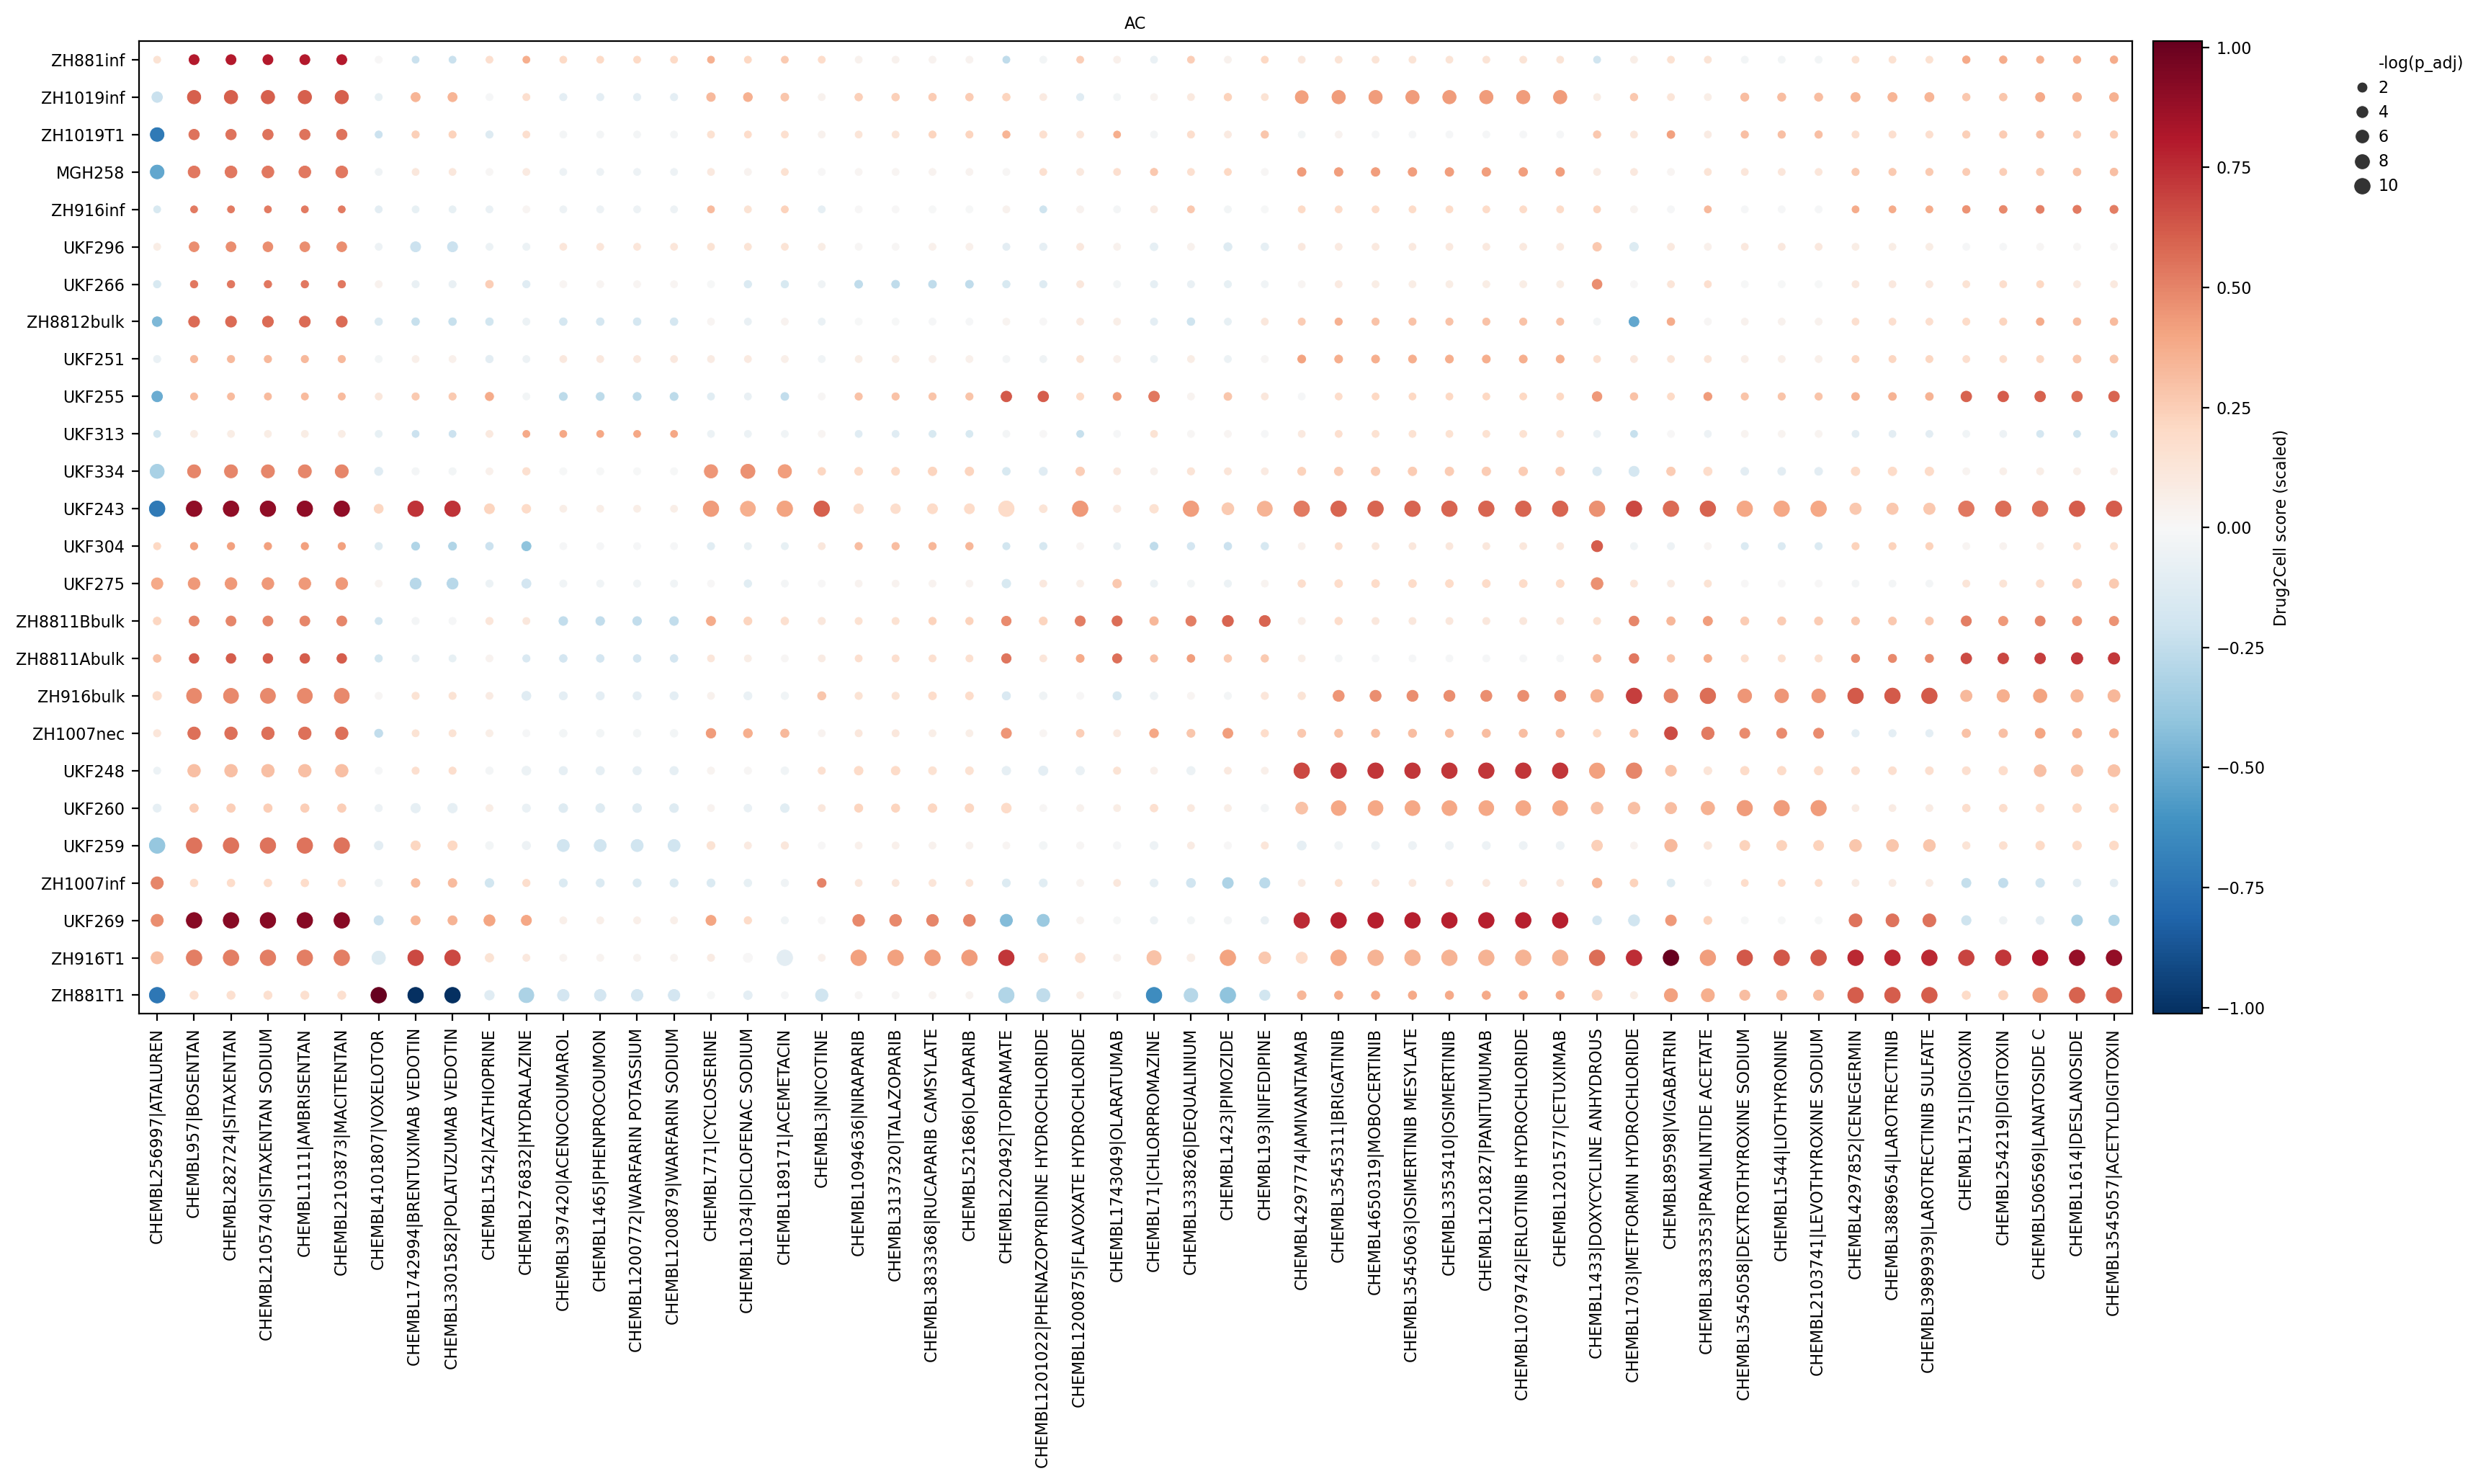 AC
ZH881inf
ZH1019inf
ZH1019T1
MGH258
ZH916inf
UKF296
UKF266
ZH8812bulk
UKF251
UKF255
UKF313
UKF334
UKF243
UKF304
UKF275
ZH8811Bbulk
ZH8811Abulk
ZH916bulk
ZH1007nec
UKF248
UKF260
UKF259
ZH1007inf
UKF269
ZH916T1
ZH881T1
CHEMBL256997|ATALUREN
CHEMBL957|BOSENTAN
CHEMBL282724|SITAXENTAN
CHEMBL2105740|SITAXENTAN SODIUM
CHEMBL1111|AMBRISENTAN
CHEMBL2103873|MACITENTAN
CHEMBL4101807|VOXELOTOR
CHEMBL1742994|BRENTUXIMAB VEDOTIN
CHEMBL3301582|POLATUZUMAB VEDOTIN
CHEMBL1542|AZATHIOPRINE
CHEMBL276832|HYDRALAZINE
CHEMBL397420|ACENOCOUMAROL
CHEMBL1465|PHENPROCOUMON
CHEMBL1200772|WARFARIN POTASSIUM
CHEMBL1200879|WARFARIN SODIUM
CHEMBL771|CYCLOSERINE
CHEMBL1034|DICLOFENAC SODIUM
CHEMBL189171|ACEMETACIN
CHEMBL3|NICOTINE
CHEMBL1094636|NIRAPARIB
CHEMBL3137320|TALAZOPARIB
CHEMBL3833368|RUCAPARIB CAMSYLATE
CHEMBL521686|OLAPARIB
CHEMBL220492|TOPIRAMATE
CHEMBL1201022|PHENAZOPYRIDINE HYDROCHLORIDE
CHEMBL1200875|FLAVOXATE HYDROCHLORIDE
CHEMBL1743049|OLARATUMAB
CHEMBL71|CHLORPROMAZINE
CHEMBL333826|DEQUALINIUM
CHEMBL1423|PIMOZIDE
CHEMBL193|NIFEDIPINE
CHEMBL4297774|AMIVANTAMAB
CHEMBL3545311|BRIGATINIB
CHEMBL4650319|MOBOCERTINIB
CHEMBL3545063|OSIMERTINIB MESYLATE
CHEMBL3353410|OSIMERTINIB
CHEMBL1201827|PANITUMUMAB
CHEMBL1079742|ERLOTINIB HYDROCHLORIDE
CHEMBL1201577|CETUXIMAB
CHEMBL1433|DOXYCYCLINE ANHYDROUS
CHEMBL1703|METFORMIN HYDROCHLORIDE
CHEMBL89598|VIGABATRIN
CHEMBL3833353|PRAMLINTIDE ACETATE
CHEMBL3545058|DEXTROTHYROXINE SODIUM
CHEMBL1544|LIOTHYRONINE
CHEMBL2103741|LEVOTHYROXINE SODIUM
CHEMBL4297852|CENEGERMIN
CHEMBL3889654|LAROTRECTINIB
CHEMBL3989939|LAROTRECTINIB SULFATE
CHEMBL1751|DIGOXIN
CHEMBL254219|DIGITOXIN
CHEMBL506569|LANATOSIDE C
CHEMBL1614|DESLANOSIDE
CHEMBL3545057|ACETYLDIGITOXIN
1.00
0.75
0.50
0.25
0.00
−0.25
−0.50
−0.75
−1.00
Drug2Cell score (scaled)
-log(p_adj)
2
4
6
8
10